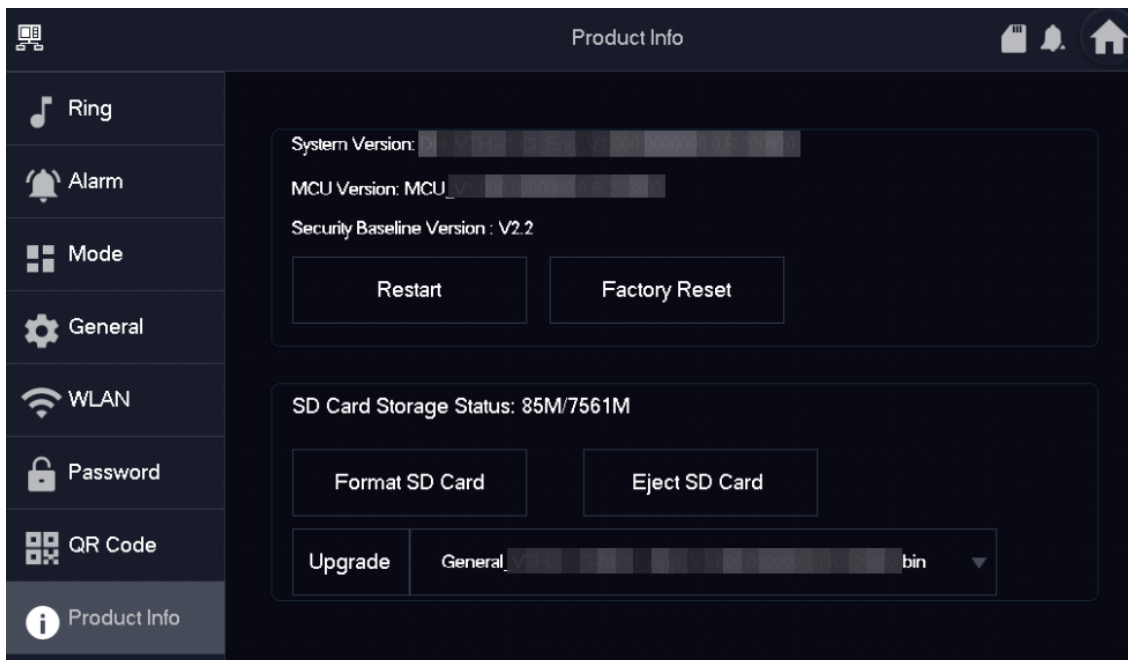 Product Info
Ring
Alarm
Mode
General
WLAN
Password
QR Code
Product Info
System Version:
MCU Version: MCU_
Security Baseline Version : V2.2
Restart
Factory Reset
SD Card Storage Status: 85M/7561M
Format SD Card
Eject SD Card
Upgrade
General_ bin